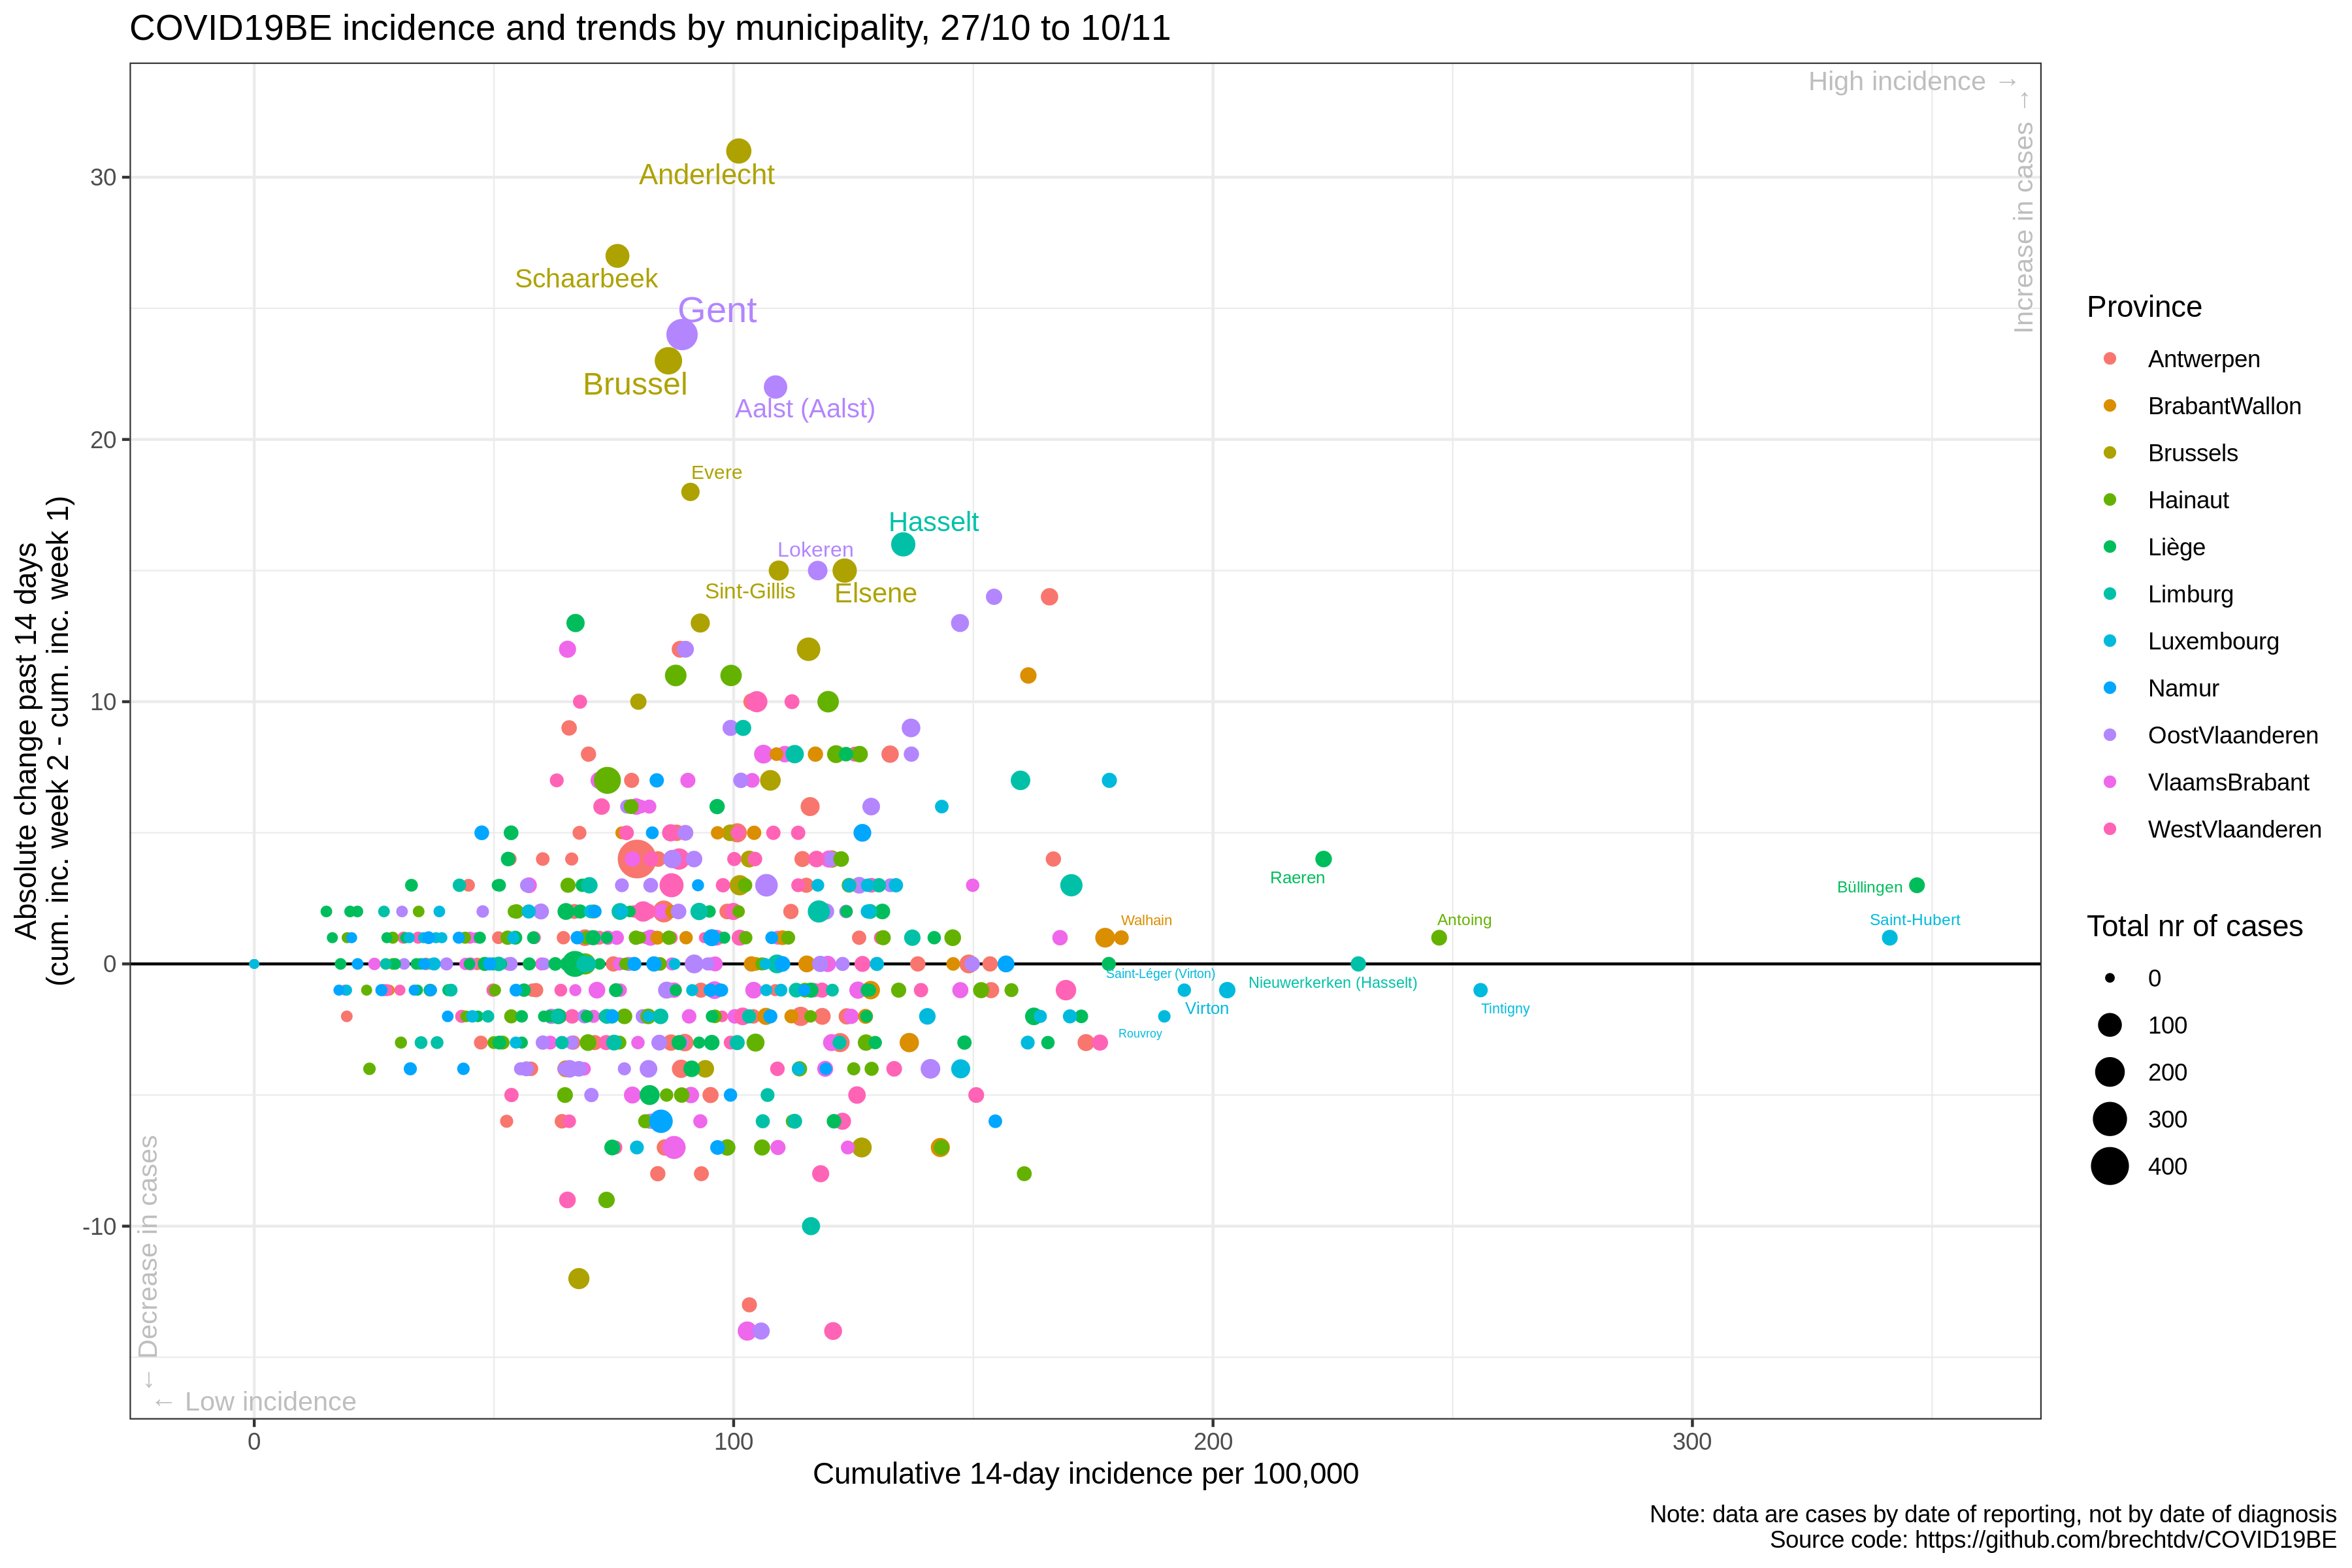 COVID19BE incidence and trends by municipality, 27/10 to 10/11
High incidence →
Increase in cases →
Anderlecht
Schaarbeek
Gent
Brussel
Aalst (Aalst)
Evere
Hasselt
Lokeren
Sint-Gillis
Elsene
Raeren
Büllingen
Walhain
Antoing
Saint-Hubert
Saint-Léger (Virton)
Nieuwerkerken (Hasselt)
Virton
Tintigny
Rouvroy
← Decrease in cases
← Low incidence
30
20
10
0
-10
0
100
200
300
Absolute change past 14 days
(cum. inc. week 2 - cum. inc. week 1)
Cumulative 14-day incidence per 100,000
Province
Antwerpen
BrabantWallon
Brussels
Hainaut
Liège
Limburg
Luxembourg
Namur
OostVlaanderen
VlaamsBrabant
WestVlaanderen
Total nr of cases
0
100
200
300
400
Note: data are cases by date of reporting, not by date of diagnosis
Source code: https://github.com/brechtdv/COVID19BE